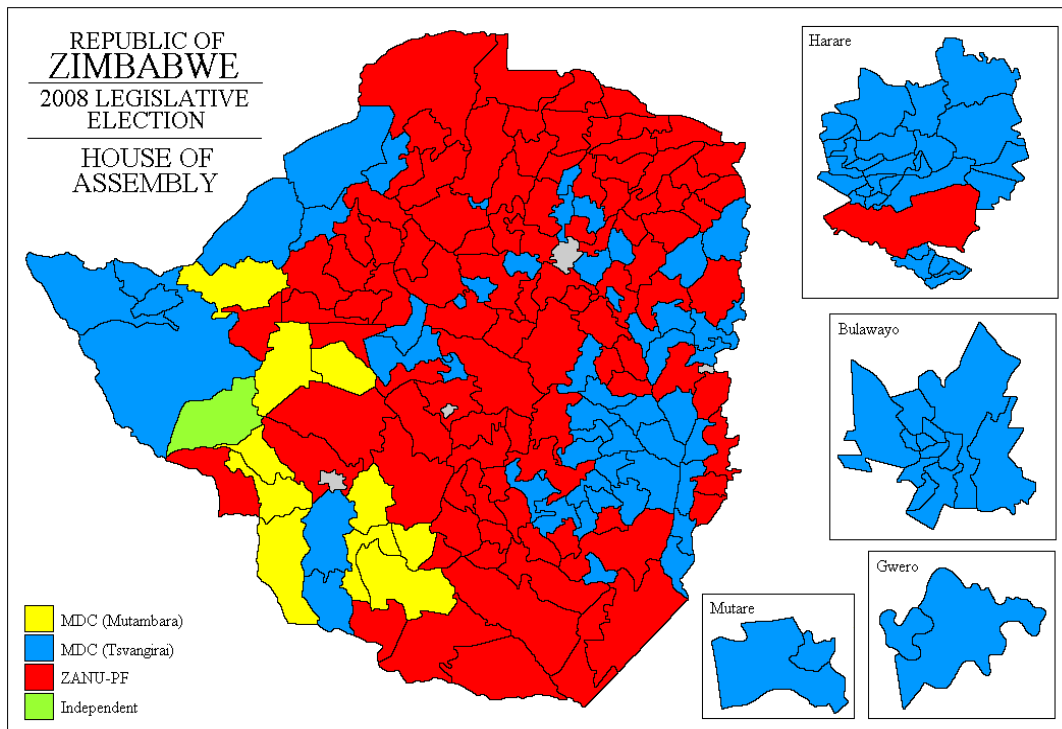 REPUBLIC OF
ZIMBABWE
2008 LEGISLATIVE
ELECTION
HOUSE OF
ASSEMBLY
Harare
Bulawayo
Gwero
Mutare
MDC (Mutambara)
MDC (Tsvangirai)
ZANU-PF
Independent